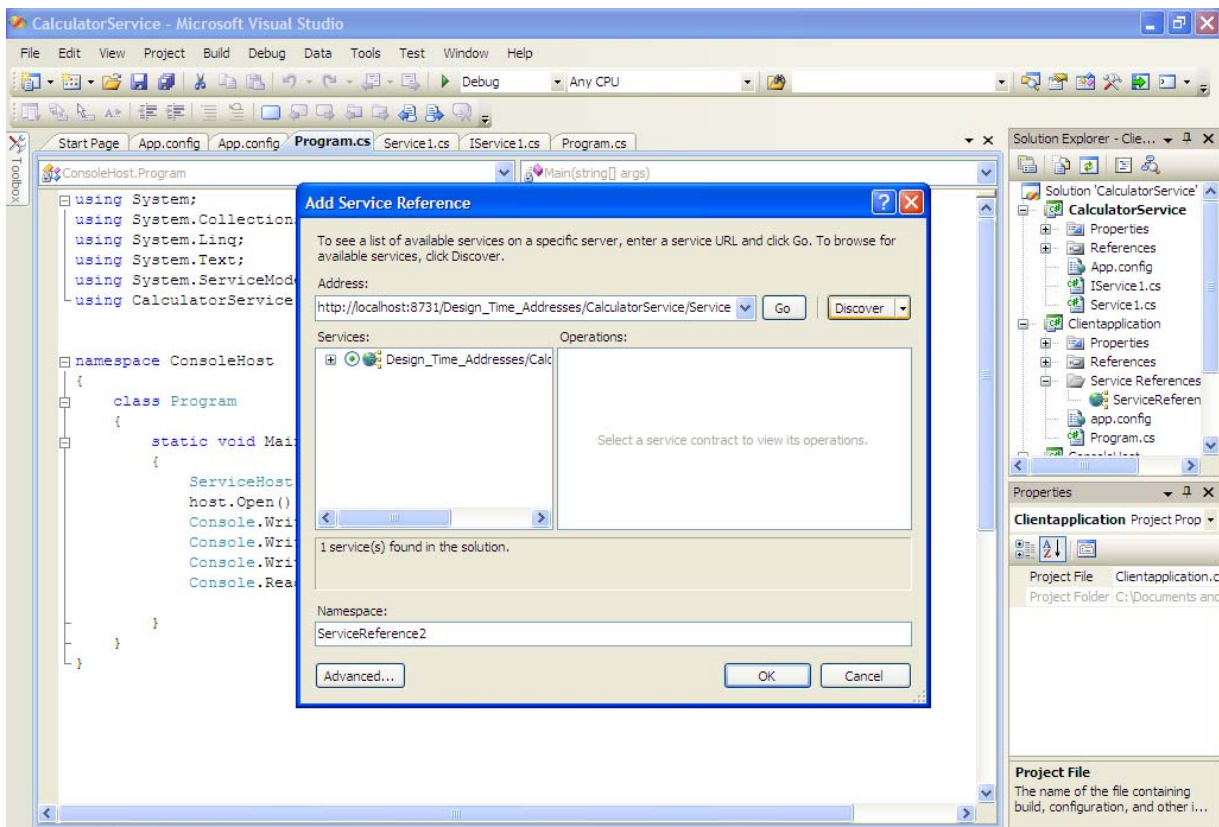 CalculatorService - Microsoft Visual Studio
File Edit View Project Build Debug Data Tools Test Window Help
Debug Any CPU
Toolbox
Start Page App.config App.config Program.cs Service1.cs IService1.cs Program.cs
ConsoleHost.Program Main(string[] args)
using System;
using System.Collection
using System.Linq;
using System.Text;
using System.ServiceMod
using CalculatorService
namespace ConsoleHost
{
class Program
{
static void Mai
{
ServiceHost
host.Open()
Console.Wri
Console.Wri
Console.Wri
Console.Rea
}
}
}
Add Service Reference
To see a list of available services on a specific server, enter a service URL and click Go. To browse for
available services, click Discover.
Address:
http://localhost:8731/Design_Time_Addresses/CalculatorService/Service Go Discover
Services: Operations:
Design_Time_Addresses/Calc
Select a service contract to view its operations.
1 service(s) found in the solution.
Namespace:
ServiceReference2
Advanced... OK Cancel
Solution Explorer - Clie...
Solution 'CalculatorService'
CalculatorService
Properties
References
App.config
IService1.cs
Service1.cs
Clientapplication
Properties
References
Service References
ServiceReferen
app.config
Program.cs
Properties
Clientapplication Project Prop
Project File Clientapplication.c
Project Folder C:\Documents and
Project File
The name of the file containing
build, configuration, and other i...